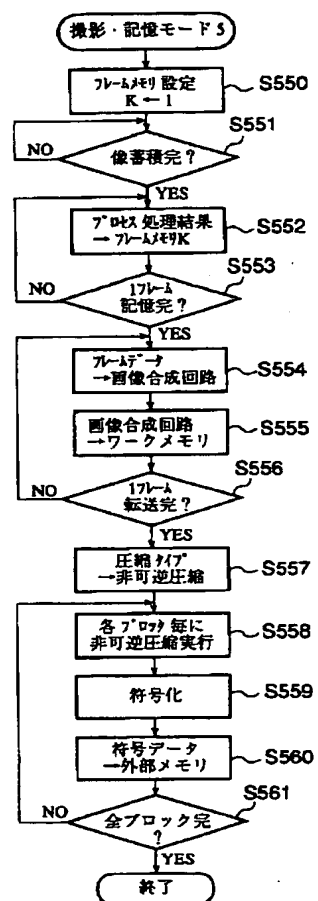 撮影・記憶モード5
フレームメモリ設定
K ← 1
S550
S551
NO
像蓄積完?
YES
プロセス処理結果
→フレームメモリK
S552
S553
NO
1フレーム
記憶完?
YES
フレームデータ
→画像合成回路
S554
画像合成回路
→ワークメモリ
S555
S556
NO
1フレーム
転送完?
YES
圧縮タイプ
→非可逆圧縮
S557
各ブロック毎に
非可逆圧縮実行
S558
符号化
S559
符号データ
→外部メモリ
S560
S561
NO
全ブロック完
?
YES
終了